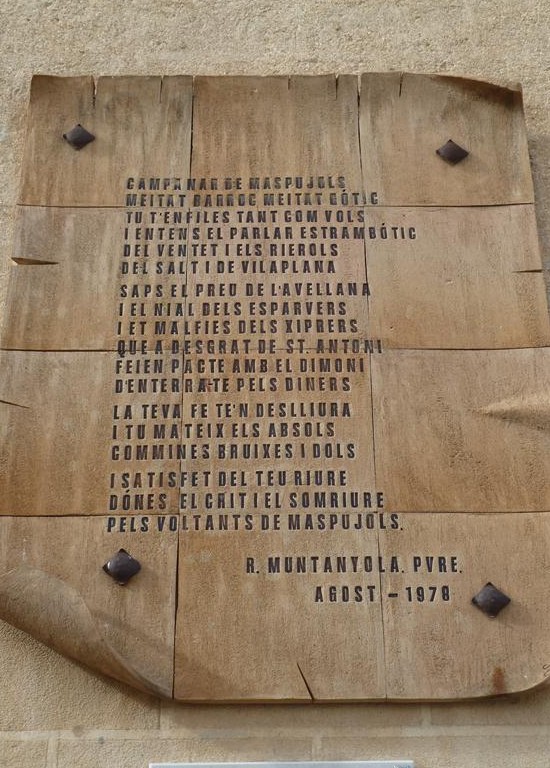 CAMPANAR DE MASPUJOLS
MEITAT BARROC MEITAT GÒTIC
TU T'ENFILES TANT COM VOLS
I ENTENS EL PARLAR ESTRAMBÓTIC
DEL VENTET I ELS RIEROLS
DEL SALT I DE VILAPLANA
SAPS EL PREU DE L'AVELLANA
I EL NIAL DELS ESPARVERS
I ET MALFIES DELS XIPRERS
QUE A DESGRAT DE ST. ANTONI
FEIEN PACTE AMB EL DIMONI
D'ENTERRA-TE PELS DINERS
LA TEVA FE TE'N DESLLIURA
I TU MATEIX ELS ABSOLS
COMMINES BRUIXES I DOLS
I SATISFET DEL TEU RIURE
DÓNES EL CRIT I EL SOMRIURE
PELS VOLTANTS DE MASPUJOLS.
R. MUNTANYOLA. PVRE.
AGOST - 1978